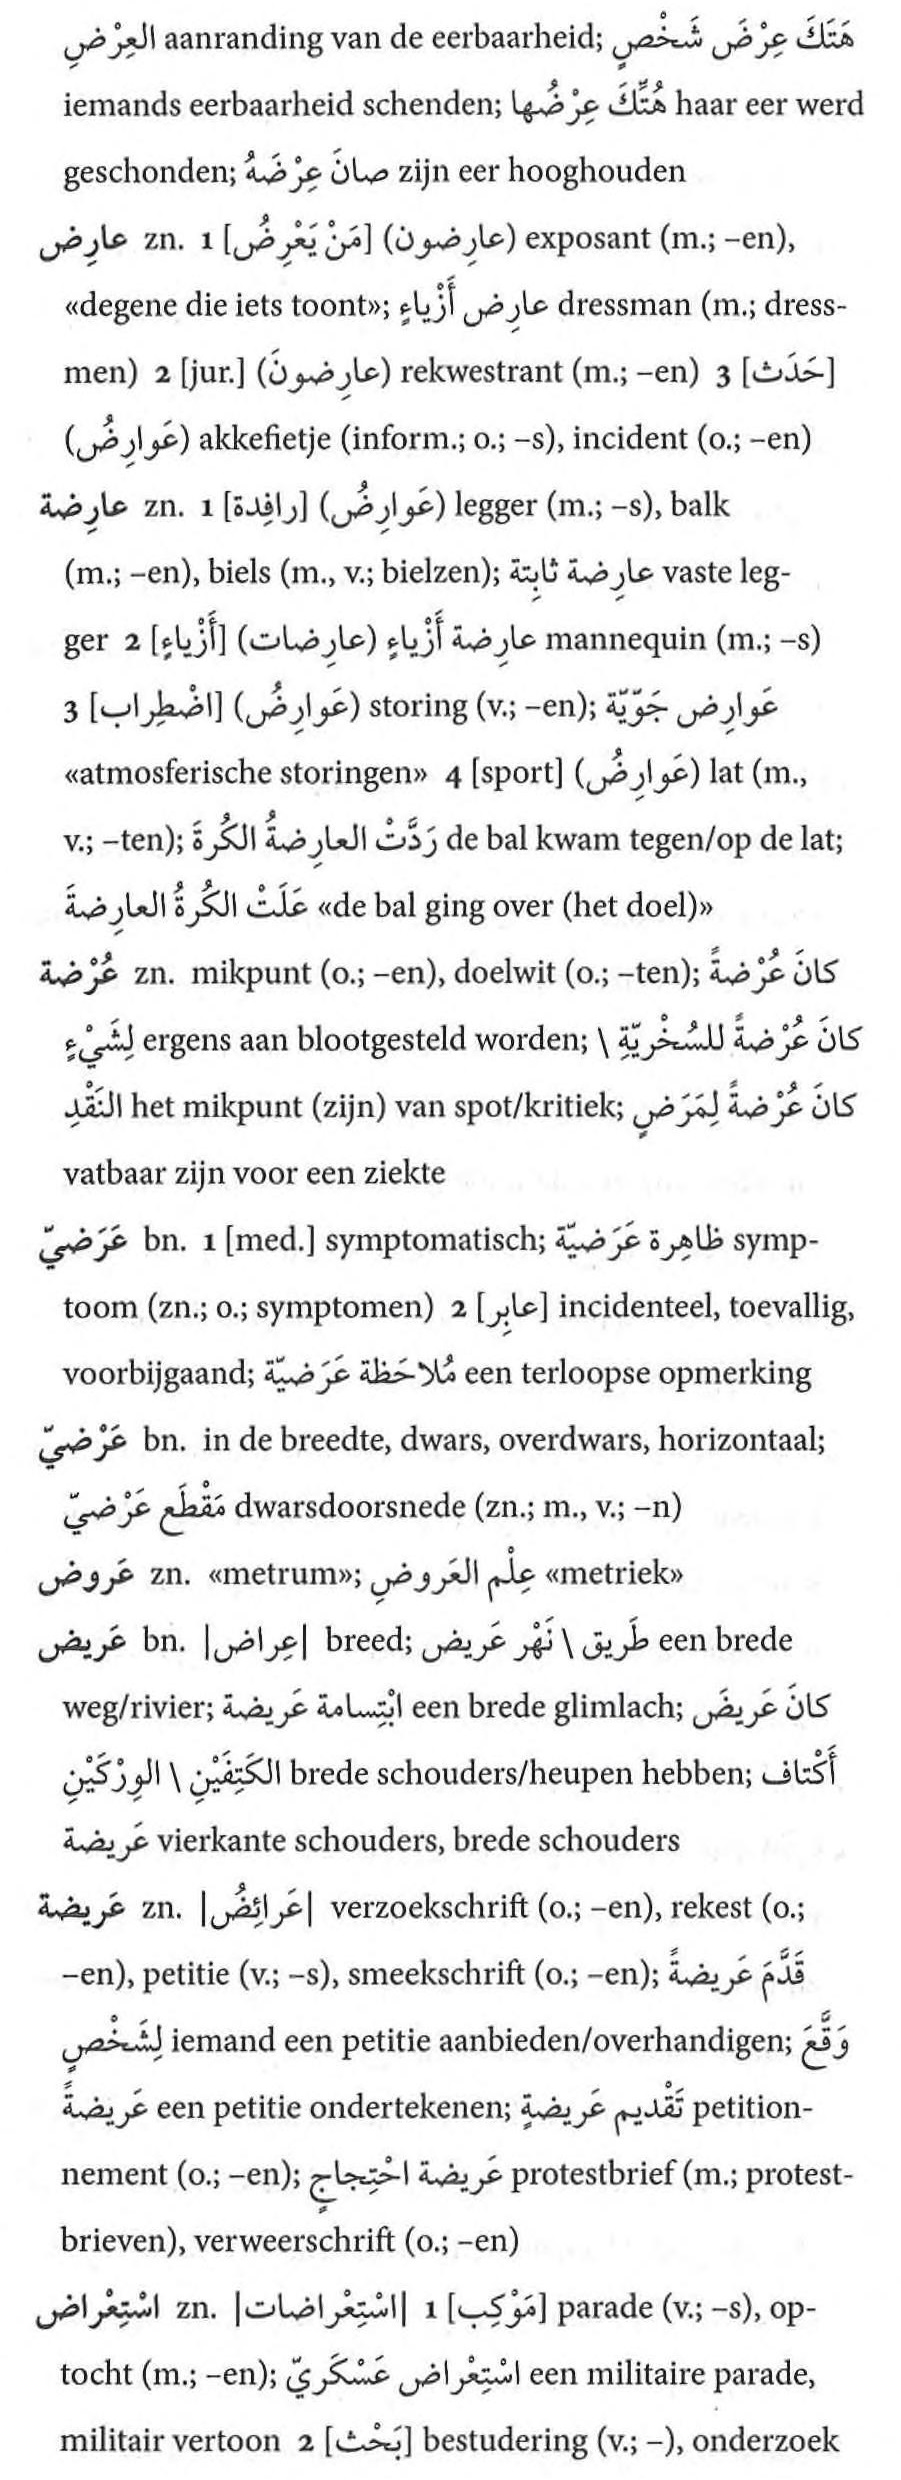 العِرْضِ aanranding van de eerbaarheid; هَتَكَ عِرْضَ شَخْصٍ
iemands eerbaarheid schenden; هُتِّكَ عِرْضُها haar eer werd
geschonden; صانَ عِرْضَهُ zijn eer hooghouden
عارِض zn. 1 [مَنْ يَعْرِضُ] (عارِضون) exposant (m.; –en),
«degene die iets toont»; عارِض أَزْياءٍ dressman (m.; dress-
men) 2 [jur.] (عارِضونَ) rekwestrant (m.; –en) 3 [حَدَث]
(عَوارِضُ) akkefietje (inform.; o.; –s), incident (o.; –en)
عارِضة zn. 1 [رافِدة] (عَوارِضُ) legger (m.; –s), balk
(m.; –en), biels (m., v.; bielzen); عارِضة ثابِتة vaste leg-
ger 2 [أَزْياءٍ] (عارِضات) عارِضة أَزْياءٍ mannequin (m.; –s)
3 [اضْطِراب] (عَوارِضُ) storing (v.; –en); عَوارِض جَوّيّة
«atmosferische storingen» 4 [sport] (عَوارِضُ) lat (m.,
v.; –ten); رَدَّتْ العارِضةُ الكُرةَ de bal kwam tegen/op de lat;
عَلَتْ الكُرةُ العارِضةَ «de bal ging over (het doel)»
عُرْضة zn. mikpunt (o.; –en), doelwit (o.; –ten); كانَ عُرْضةً
لِشَيْءٍ ergens aan blootgesteld worden; \ كانَ عُرْضةً للسُخْرِيّةِ
النَقْدِ het mikpunt (zijn) van spot/kritiek; كانَ عُرْضةً لِمَرَضٍ
vatbaar zijn voor een ziekte
عَرَضيّ bn. 1 [med.] symptomatisch; ظاهِرة عَرَضيّة symp-
toom (zn.; o.; symptomen) 2 [عابِر] incidenteel, toevallig,
voorbijgaand; مُلاحَظة عَرَضيّة een terloopse opmerking
عَرْضيّ bn. in de breedte, dwars, overdwars, horizontaal;
مَقْطَع عَرْضيّ dwarsdoorsnede (zn.; m., v.; –n)
عَروض zn. «metrum»; عِلْم العَروضِ «metriek»
عَريض bn. |عِراض| breed; طَريق \ نَهْر عَريض een brede
weg/rivier; ابْتِسامة عَريضة een brede glimlach; كانَ عَريضَ
الكَتِفَيْنِ \ الوِرْكَيْنِ brede schouders/heupen hebben; أَكْتاف
عَريضة vierkante schouders, brede schouders
عَريضة zn. |عَرائِضُ| verzoekschrift (o.; –en), rekest (o.;
–en), petitie (v.; –s), smeekschrift (o.; –en); قَدَّمَ عَريضةً
لِشَخْصٍ iemand een petitie aanbieden/overhandigen; وَقَّعَ
عَريضةً een petitie ondertekenen; تَقْديم عَريضةٍ petition-
nement (o.; –en); عَريضة احْتِجاجٍ protestbrief (m.; protest-
brieven), verweerschrift (o.; –en)
اسْتِعْراض zn. |اسْتِعْراضات| 1 [مَوْكِب] parade (v.; –s), op-
tocht (m.; –en); اسْتِعْراض عَسْكَريّ een militaire parade,
militair vertoon 2 [بَحْث] bestudering (v.; –), onderzoek